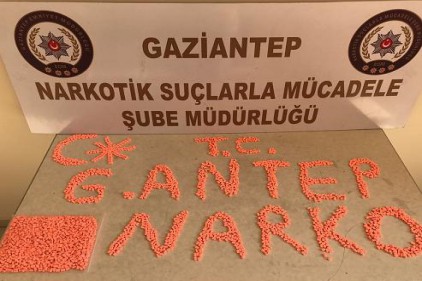 GAZİANTEP
NARKOTİK SUÇLARLA MÜCADELE
ŞUBE MÜDÜRLÜĞÜ
T.C.
G.ANTEP
NARKO